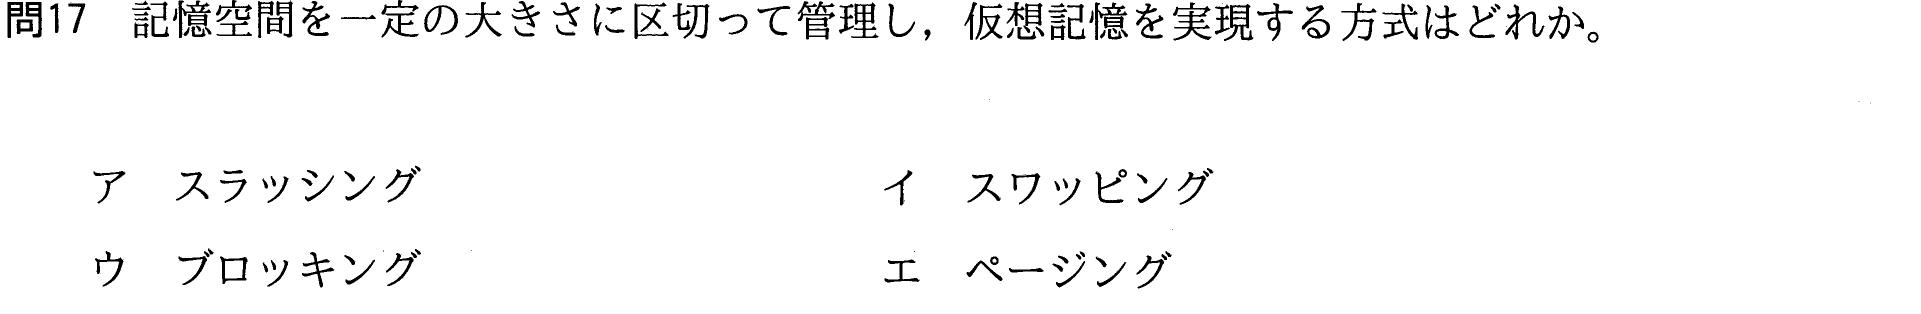 問17 記憶空間を一定の大きさに区切って管理し，仮想記憶を実現する方式はどれか。
ア スラッシング イ スワッピング
ウ ブロッキング エ ページング